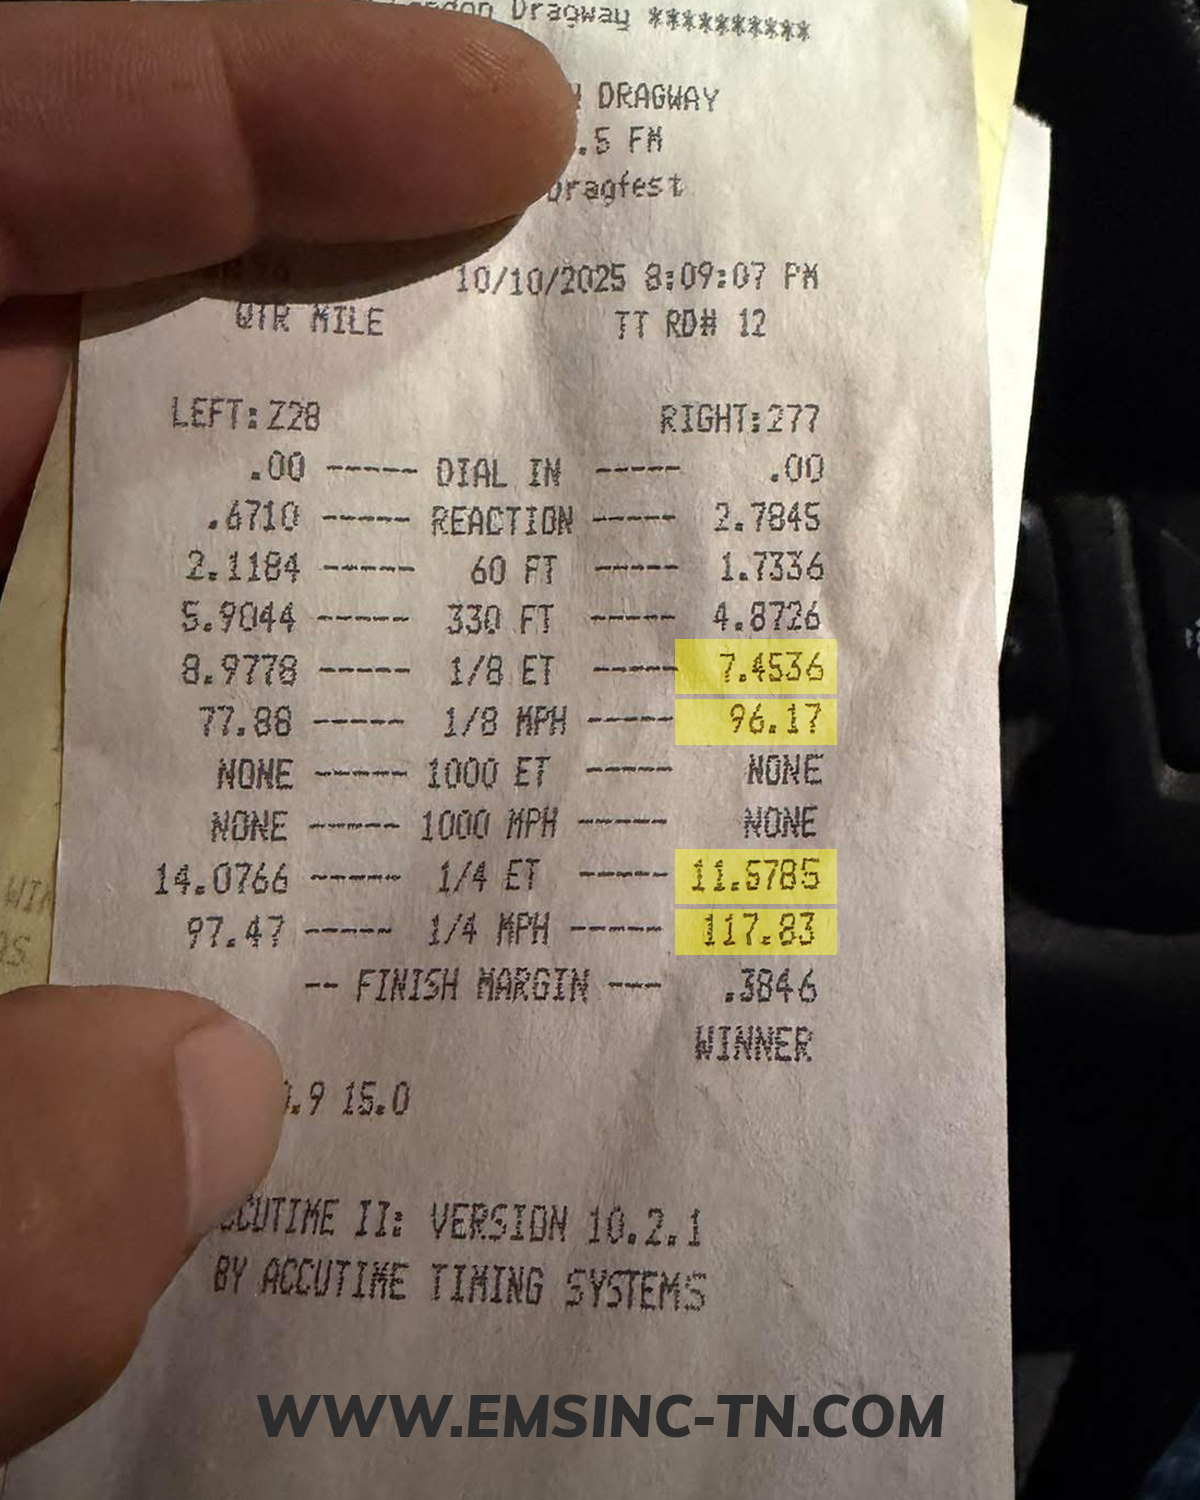 Dragway **********
DRAGWAY
.5 FM
Dragfest
10/10/2025 8:09:07 PM
QTR MILE TT RD# 12
LEFT:Z28 RIGHT:277
.00 ----- DIAL IN ----- .00
.6710 ----- REACTION ----- 2.7845
2.1184 ----- 60 FT ----- 1.7336
5.9044 ----- 330 FT ----- 4.8726
8.9778 ----- 1/8 ET ----- 7.4536
77.88 ----- 1/8 MPH ----- 96.17
NONE ----- 1000 ET ----- NONE
NONE ----- 1000 MPH ----- NONE
14.0766 ----- 1/4 ET ----- 11.5785
97.47 ----- 1/4 MPH ----- 117.83
-- FINISH MARGIN --- .3846
WINNER
.9 15.0
ACCUTIME II: VERSION 10.2.1
BY ACCUTIME TIMING SYSTEMS
WWW.EMSINC-TN.COM